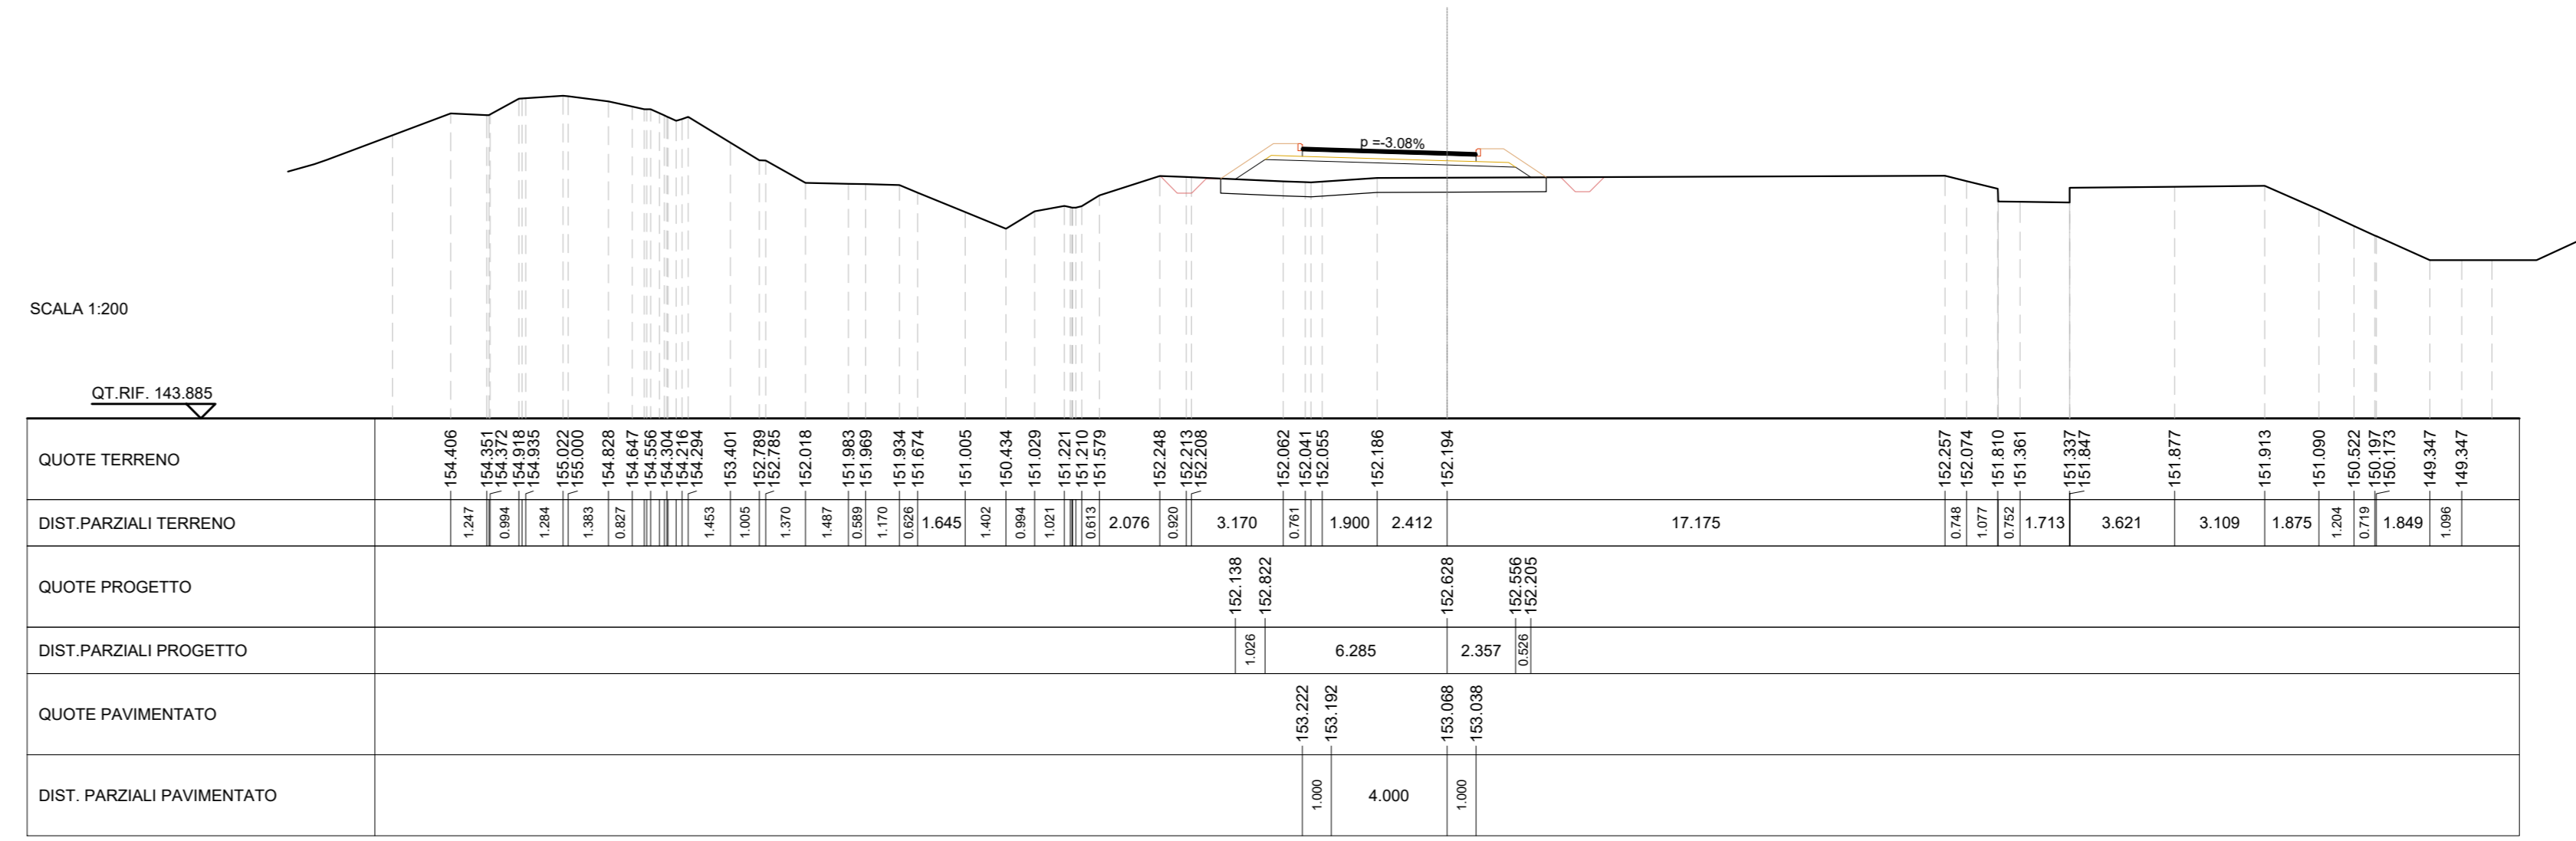 p =-3.08%
SCALA 1:200
QT.RIF. 143.885
QUOTE TERRENO
154.406 154.351 154.372 154.918 154.935 155.022 155.000 154.828 154.647 154.556 154.304 154.216 154.294 153.401 152.789 152.785 152.018 151.983 151.969 151.934 151.674 151.005 150.434 151.029 151.221 151.210 151.579 152.248 152.213 152.208 152.062 152.041 152.055 152.186 152.194 152.257 152.074 151.810 151.361 151.337 151.847 151.877 151.913 151.090 150.522 150.197 150.173 149.347 149.347
DIST.PARZIALI TERRENO
1.247 0.994 1.284 1.383 0.827 1.453 1.005 1.370 1.487 0.589 1.170 0.626 1.645 1.402 0.994 1.021 0.613 2.076 0.920 3.170 0.761 1.900 2.412 17.175 0.748 1.077 0.752 1.713 3.621 3.109 1.875 1.204 0.719 1.849 1.096
QUOTE PROGETTO
152.138 152.822 152.628 152.556 152.205
DIST.PARZIALI PROGETTO
1.026 6.285 2.357 0.526
QUOTE PAVIMENTATO
153.222 153.192 153.068 153.038
DIST. PARZIALI PAVIMENTATO
1.000 4.000 1.000